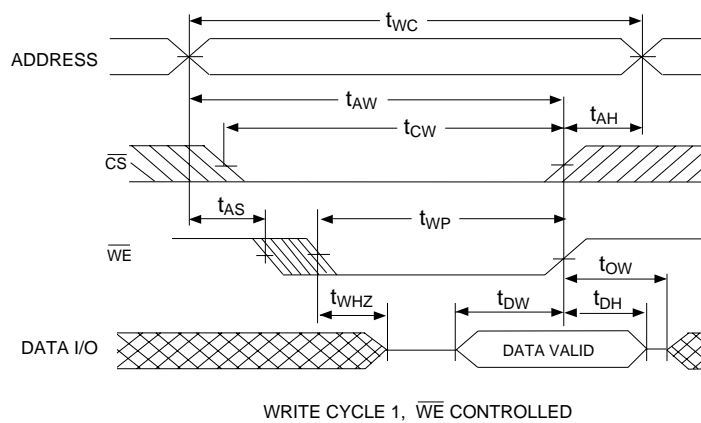 tWC
ADDRESS
tAW
tCW
tAH
CS
tAS
tWP
WE
tOW
tWHZ
tDW
tDH
DATA I/O
DATA VALID
WRITE CYCLE 1, WE CONTROLLED